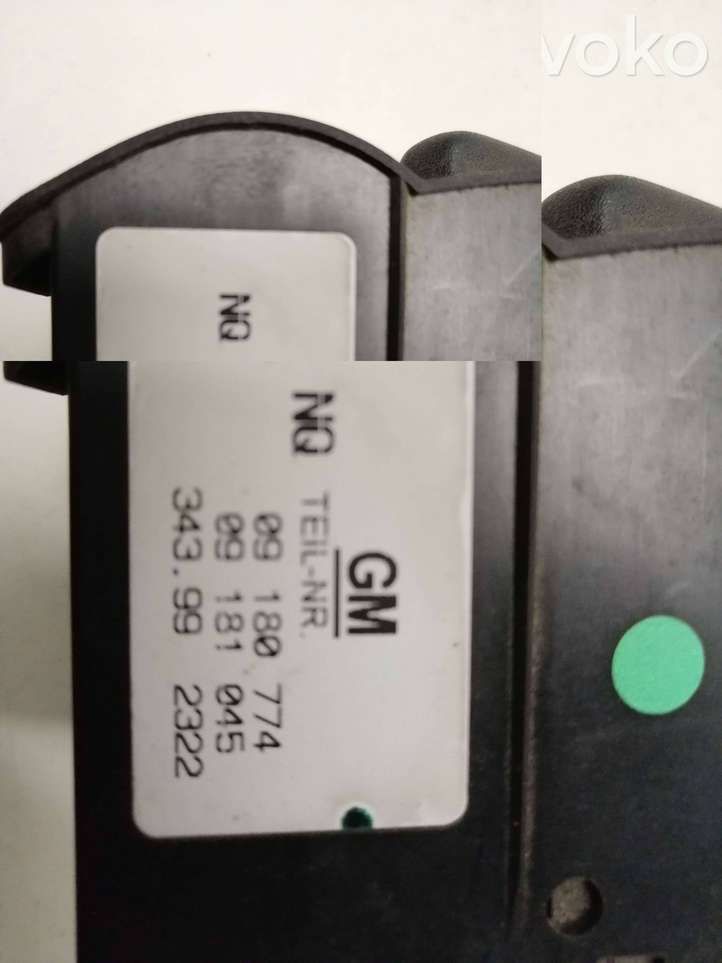 voko
NQ
GM
NQ TEIL-NR.
09 180 774
09 181 045
343.99 2322